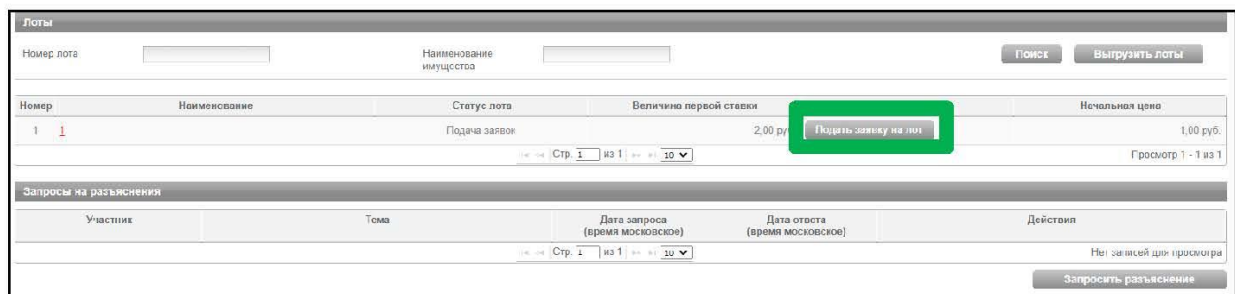 Лоты
Номер лота Наименование имущества Поиск Выгрузить лоты
Номер Наименование Статус лота Величина первой ставки Начальная цена
1 1 Подача заявок 2,00 ру Подать заявку на лот 1,00 руб.
Стр. 1 из 1 10 Просмотр 1 - 1 из 1
Запросы на разъяснения
Участник Тема Дата запроса (время московское) Дата ответа (время московское) Действия
Стр. 1 из 1 10 Нет записей для просмотра
Запросить разъяснение